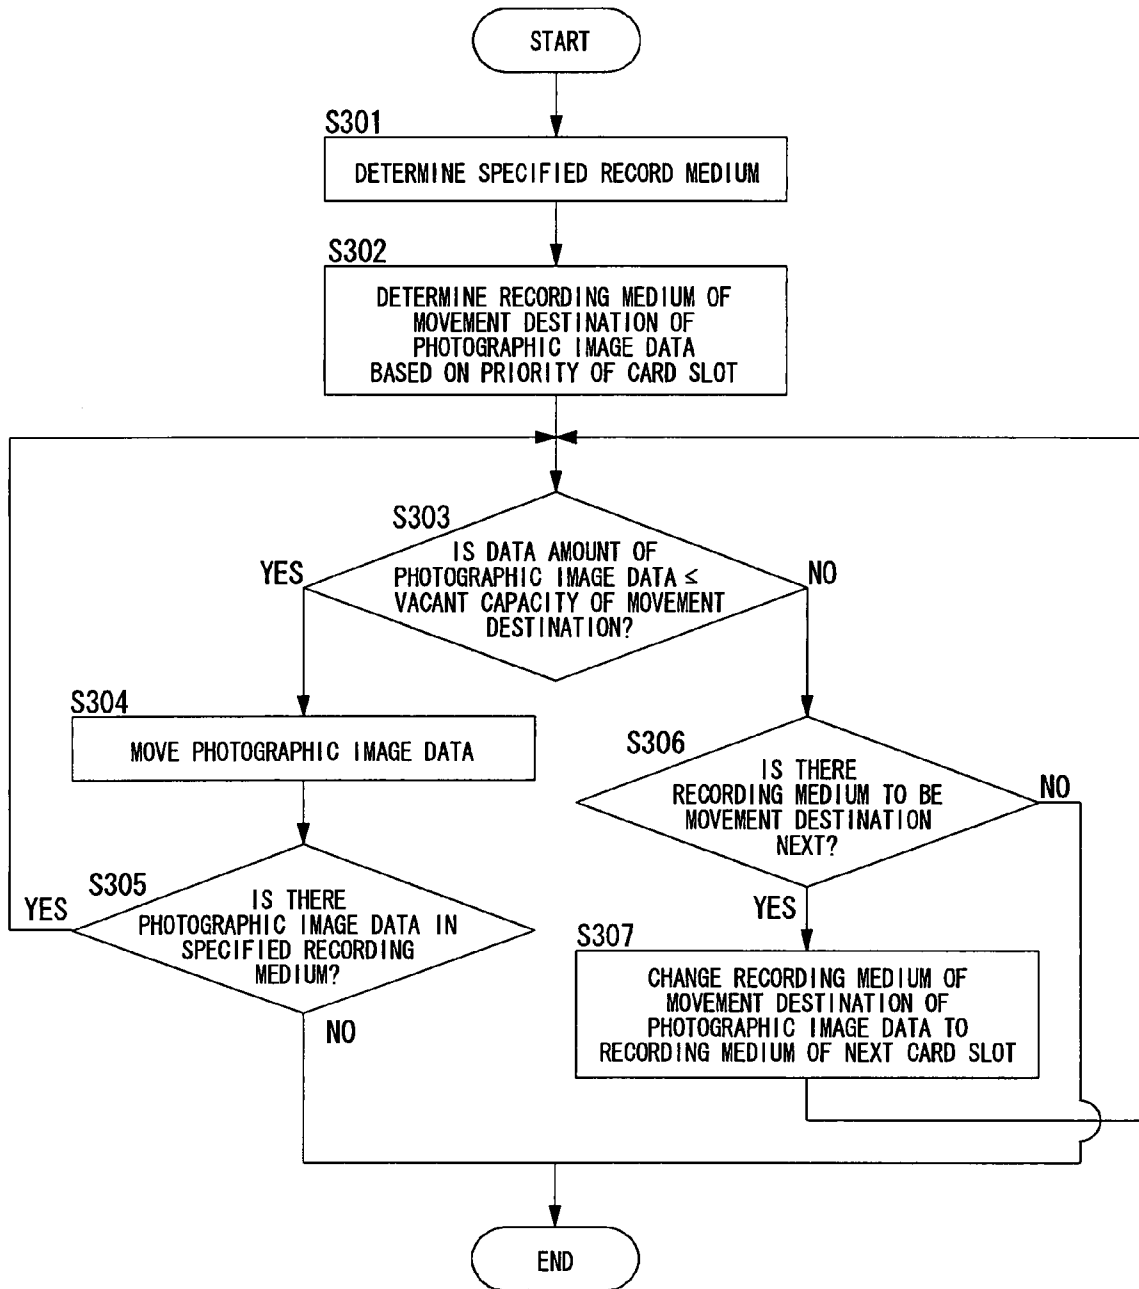 START
S301
DETERMINE SPECIFIED RECORD MEDIUM
S302
DETERMINE RECORDING MEDIUM OF
MOVEMENT DESTINATION OF
PHOTOGRAPHIC IMAGE DATA
BASED ON PRIORITY OF CARD SLOT
S303
IS DATA AMOUNT OF
PHOTOGRAPHIC IMAGE DATA ≤
VACANT CAPACITY OF MOVEMENT
DESTINATION?
YES
NO
S304
MOVE PHOTOGRAPHIC IMAGE DATA
S305
IS THERE
PHOTOGRAPHIC IMAGE DATA IN
SPECIFIED RECORDING
MEDIUM?
YES
NO
S306
IS THERE
RECORDING MEDIUM TO BE
MOVEMENT DESTINATION
NEXT?
NO
YES
S307
CHANGE RECORDING MEDIUM OF
MOVEMENT DESTINATION OF
PHOTOGRAPHIC IMAGE DATA TO
RECORDING MEDIUM OF NEXT CARD SLOT
END